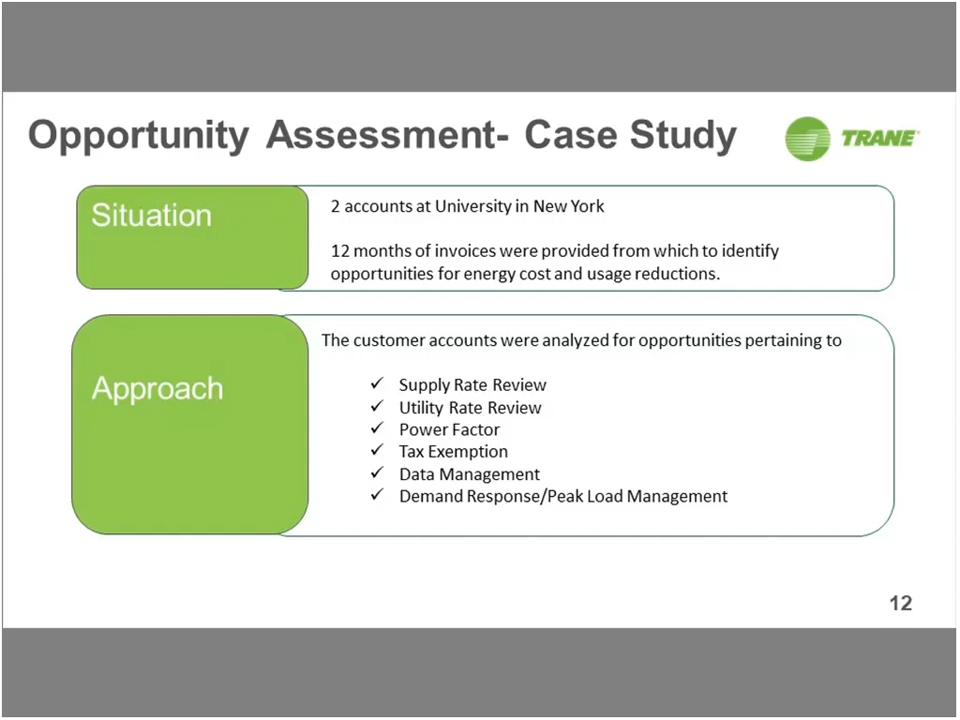 Opportunity Assessment- Case Study
TRANE
Situation
2 accounts at University in New York
12 months of invoices were provided from which to identify
opportunities for energy cost and usage reductions.
Approach
The customer accounts were analyzed for opportunities pertaining to
✓ Supply Rate Review
✓ Utility Rate Review
✓ Power Factor
✓ Tax Exemption
✓ Data Management
✓ Demand Response/Peak Load Management
12